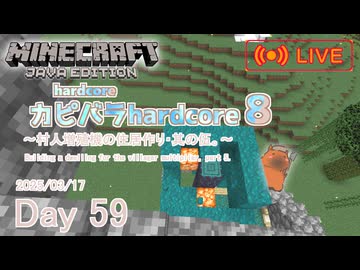 MINECRAFT
JAVA EDITION
LIVE
hardcore
カピバラhardcore 8
～村人増殖機の住居作り・其の伍。～
Building a dwelling for the villager multiplier, part 5.
2025/03/17
Day 59